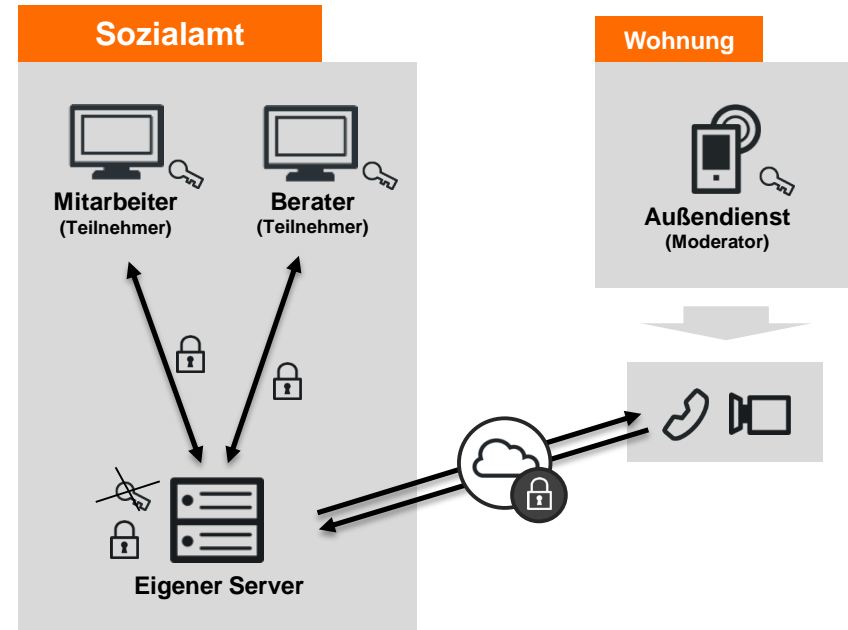 Sozialamt
Wohnung
Mitarbeiter
(Teilnehmer)
Berater
(Teilnehmer)
Außendienst
(Moderator)
Eigener Server